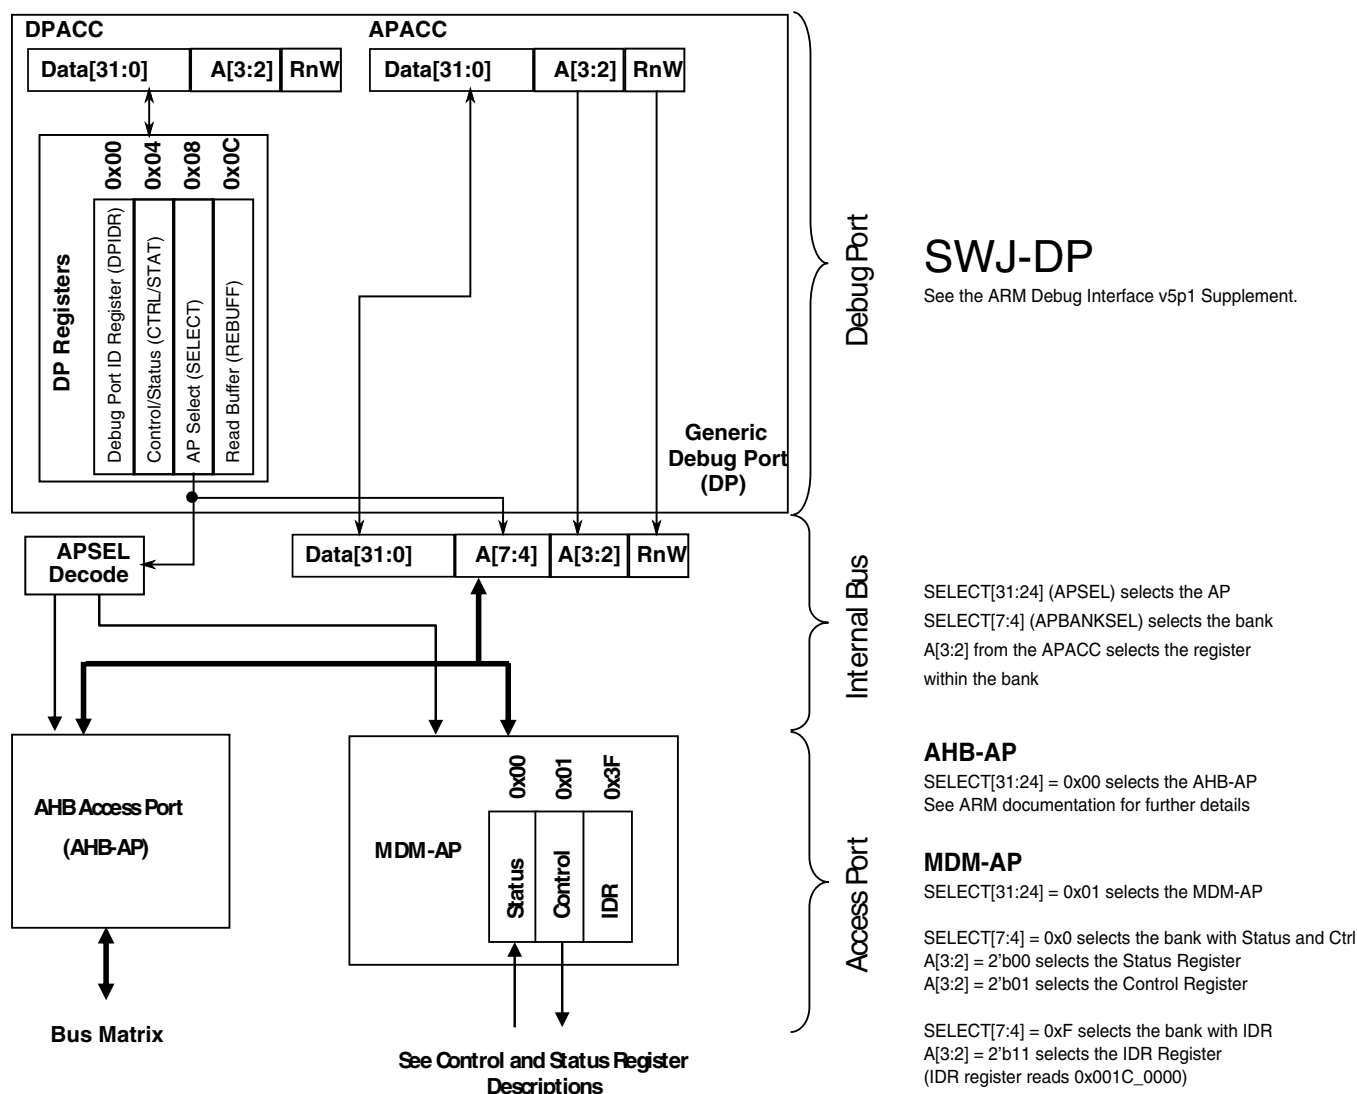 DPACC
APACC
Data[31:0] A[3:2] RnW
Data[31:0] A[3:2] RnW
0x00
0x04
0x08
0x0C
DP Registers
Debug Port ID Register (DPIDR)
Control/Status (CTRL/STAT)
AP Select (SELECT)
Read Buffer (REBUFF)
Generic
Debug Port
(DP)
Debug Port
SWJ-DP
See the ARM Debug Interface v5p1 Supplement.
APSEL
Decode
Data[31:0] A[7:4] A[3:2] RnW
Internal Bus
SELECT[31:24] (APSEL) selects the AP
SELECT[7:4] (APBANKSEL) selects the bank
A[3:2] from the APACC selects the register
within the bank
AHB Access Port
(AHB-AP)
Bus Matrix
MDM-AP
0x00
0x01
0x3F
Status
Control
IDR
See Control and Status Register
Descriptions
Access Port
AHB-AP
SELECT[31:24] = 0x00 selects the AHB-AP
See ARM documentation for further details
MDM-AP
SELECT[31:24] = 0x01 selects the MDM-AP
SELECT[7:4] = 0x0 selects the bank with Status and Ctrl
A[3:2] = 2'b00 selects the Status Register
A[3:2] = 2'b01 selects the Control Register
SELECT[7:4] = 0xF selects the bank with IDR
A[3:2] = 2'b11 selects the IDR Register
(IDR register reads 0x001C_0000)